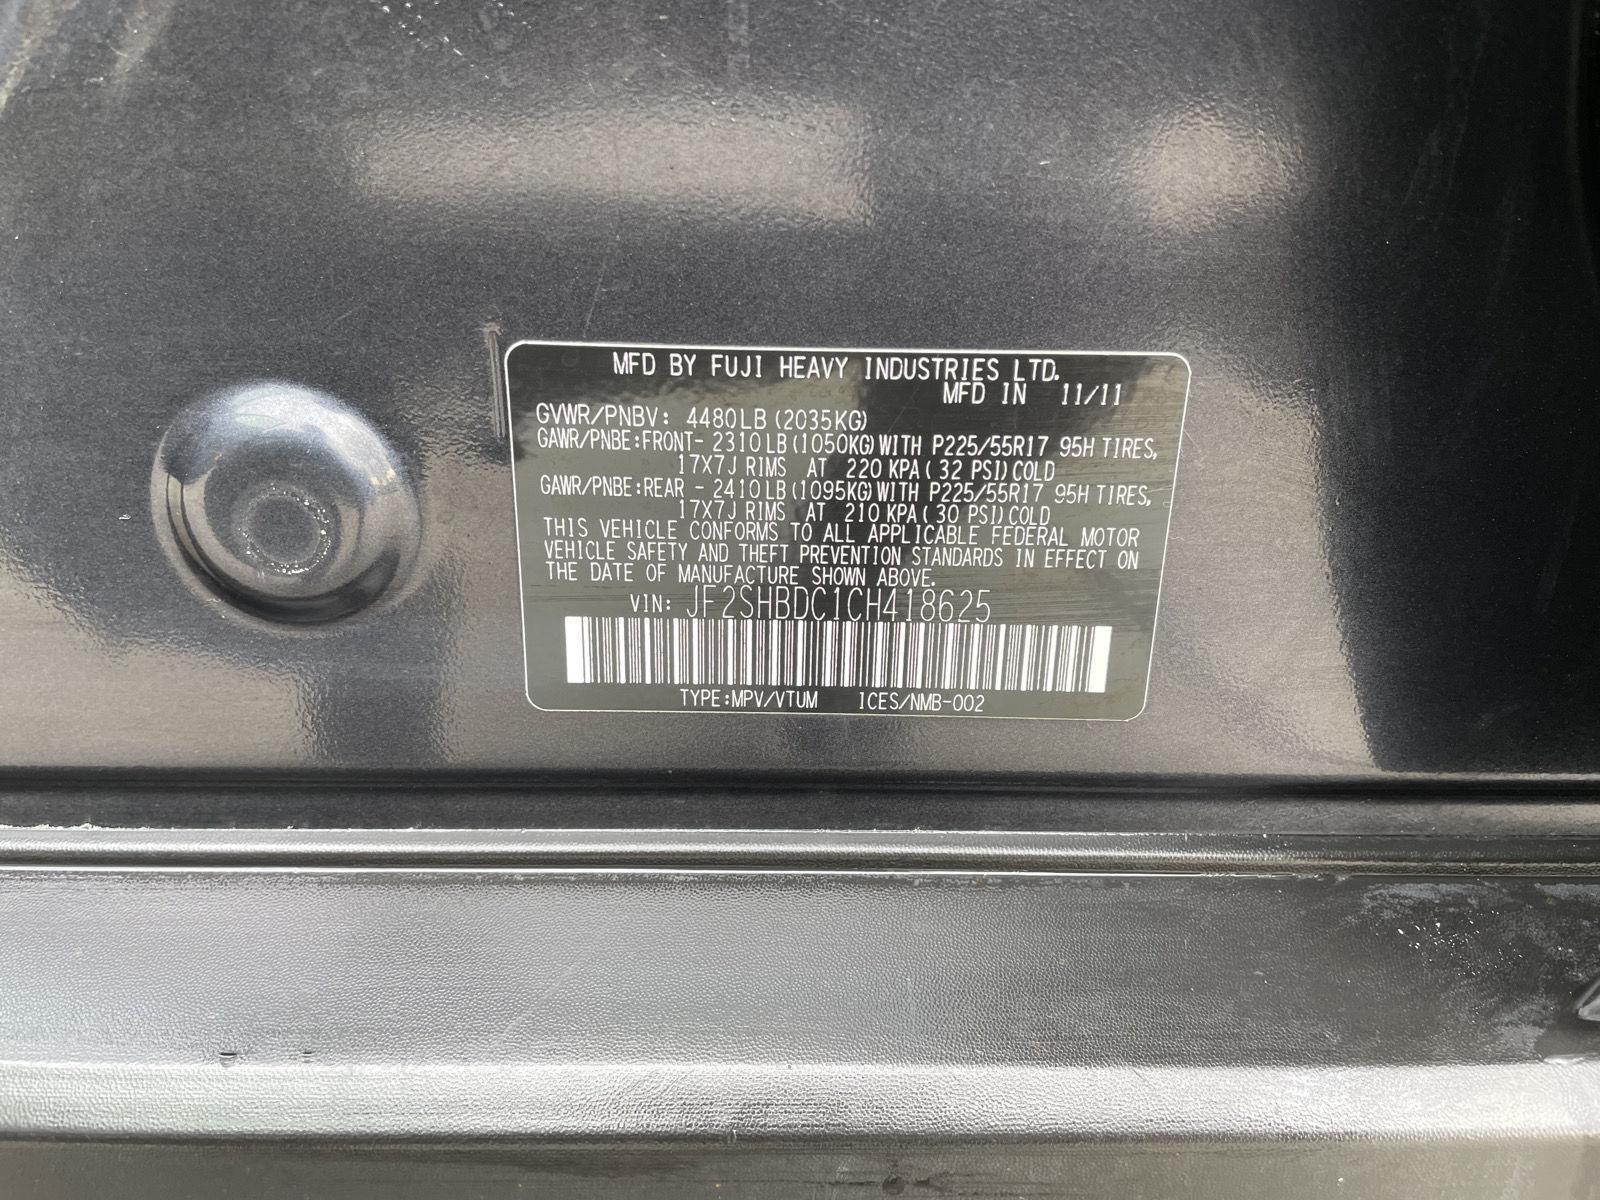 MFD BY FUJI HEAVY INDUSTRIES LTD.
MFD IN 11/11
GVWR/PNBV: 4480LB (2035KG)
GAWR/PNBE:FRONT- 2310LB (1050KG) WITH P225/55R17 95H TIRES,
17X7J RIMS AT 220 KPA ( 32 PSI) COLD
GAWR/PNBE:REAR - 2410LB (1095KG) WITH P225/55R17 95H TIRES,
17X7J RIMS AT 210 KPA ( 30 PSI) COLD
THIS VEHICLE CONFORMS TO ALL APPLICABLE FEDERAL MOTOR
VEHICLE SAFETY AND THEFT PREVENTION STANDARDS IN EFFECT ON
THE DATE OF MANUFACTURE SHOWN ABOVE.
VIN: JF2SHBDC1CH418625
TYPE:MPV/VTUM ICES/NMB-002